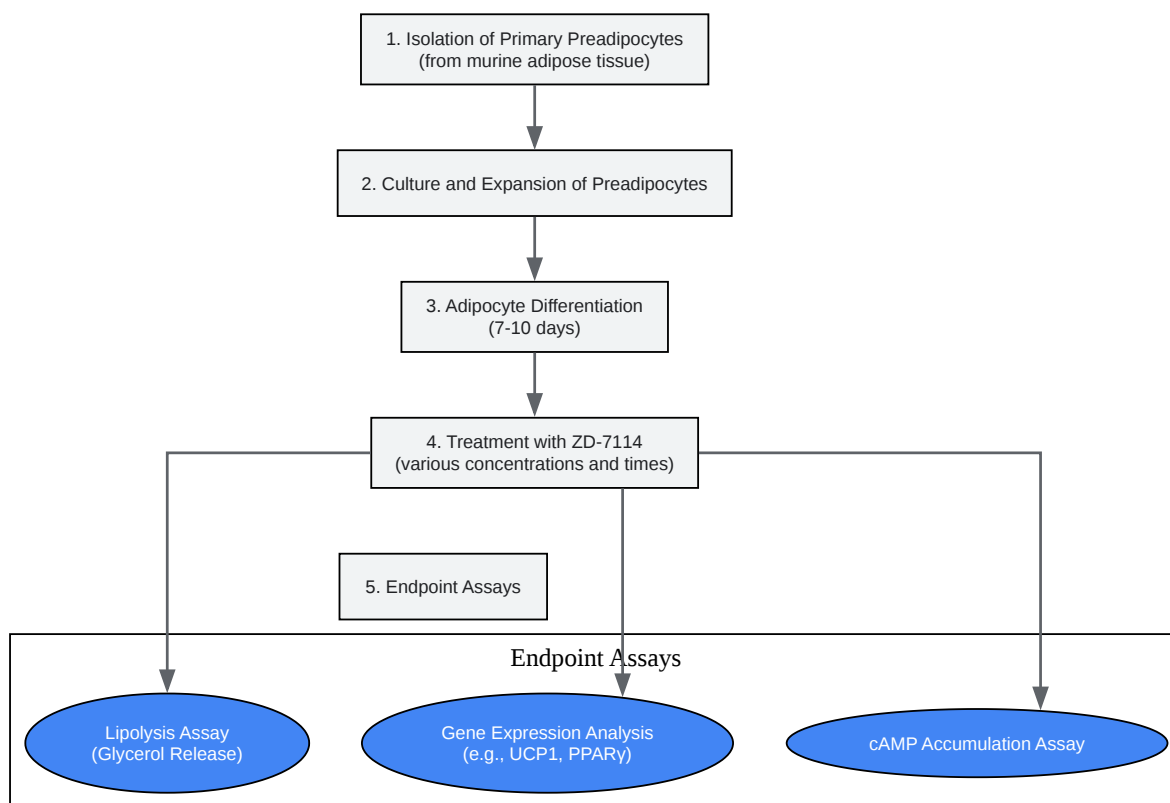 1. Isolation of Primary Preadipocytes
(from murine adipose tissue)
2. Culture and Expansion of Preadipocytes
3. Adipocyte Differentiation
(7-10 days)
4. Treatment with ZD-7114
(various concentrations and times)
5. Endpoint Assays
Endpoint Assays
Lipolysis Assay
(Glycerol Release)
Gene Expression Analysis
(e.g., UCP1, PPARγ)
cAMP Accumulation Assay